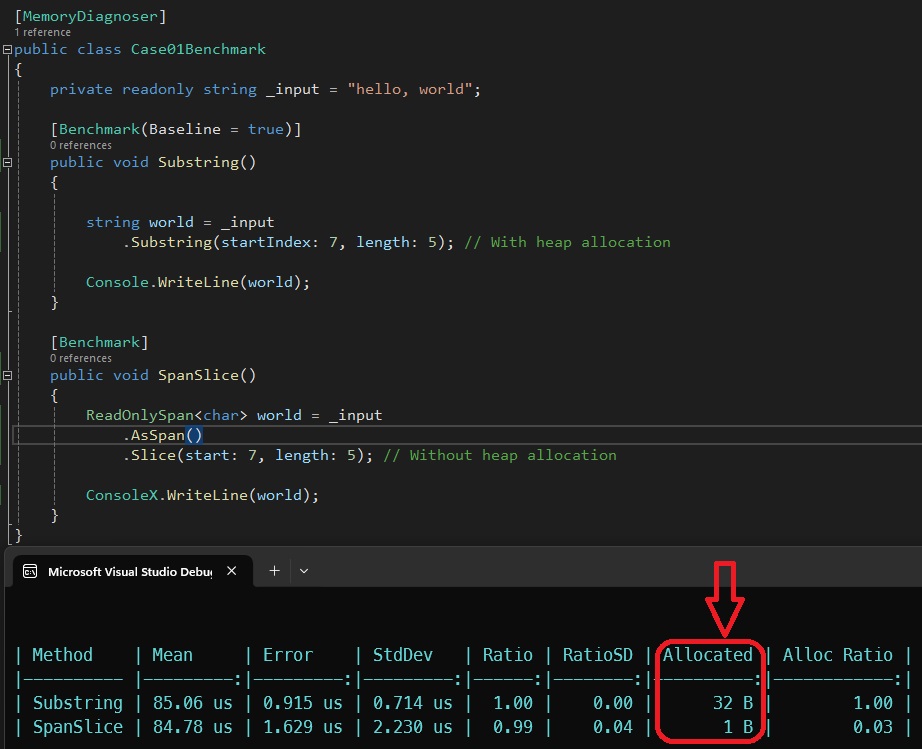 [MemoryDiagnoser]
1 reference
public class Case01Benchmark
{
private readonly string _input = "hello, world";
[Benchmark(Baseline = true)]
0 references
public void Substring()
{
string world = _input
.Substring(startIndex: 7, length: 5); // With heap allocation
Console.WriteLine(world);
}
[Benchmark]
0 references
public void SpanSlice()
{
ReadOnlySpan<char> world = _input
.AsSpan()
.Slice(start: 7, length: 5); // Without heap allocation
ConsoleX.WriteLine(world);
}
}
Microsoft Visual Studio Debug
| Method | Mean | Error | StdDev | Ratio | RatioSD | Allocated | Alloc Ratio |
|---------- |---------:|---------:|---------:|------:|--------:|----------:|------------:|
| Substring | 85.06 us | 0.915 us | 0.714 us | 1.00 | 0.00 | 32 B | 1.00 |
| SpanSlice | 84.78 us | 1.629 us | 2.230 us | 0.99 | 0.04 | 1 B | 0.03 |